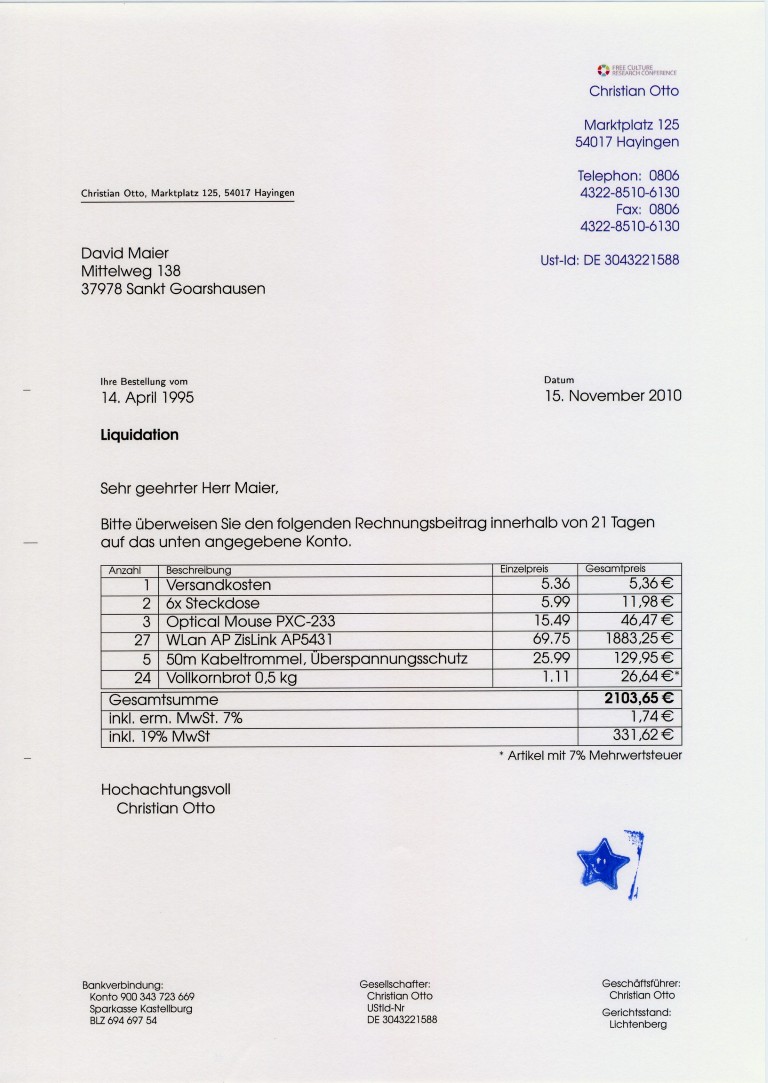 FREE CULTURE
RESEARCH CONFERENCE
Christian Otto
Marktplatz 125
54017 Hayingen
Telephon: 0806
4322-8510-6130
Fax: 0806
4322-8510-6130
Ust-Id: DE 3043221588
Christian Otto, Marktplatz 125, 54017 Hayingen
David Maier
Mittelweg 138
37978 Sankt Goarshausen
Ihre Bestellung vom
14. April 1995
Datum
15. November 2010
Liquidation
Sehr geehrter Herr Maier,
Bitte überweisen Sie den folgenden Rechnungsbeitrag innerhalb von 21 Tagen
auf das unten angegebene Konto.
Anzahl Beschreibung Einzelpreis Gesamtpreis
1 Versandkosten 5.36 5,36 €
2 6x Steckdose 5.99 11,98 €
3 Optical Mouse PXC-233 15.49 46,47 €
27 WLan AP ZisLink AP5431 69.75 1883,25 €
5 50m Kabeltrommel, Überspannungsschutz 25.99 129,95 €
24 Vollkornbrot 0,5 kg 1.11 26,64 €*
Gesamtsumme 2103,65 €
inkl. erm. MwSt. 7% 1,74 €
inkl. 19% MwSt 331,62 €
* Artikel mit 7% Mehrwertsteuer
Hochachtungsvoll
Christian Otto
Bankverbindung:
Konto 900 343 723 669
Sparkasse Kastellburg
BLZ 694 697 54
Gesellschafter:
Christian Otto
UStId-Nr
DE 3043221588
Geschäftsführer:
Christian Otto
Gerichtsstand:
Lichtenberg